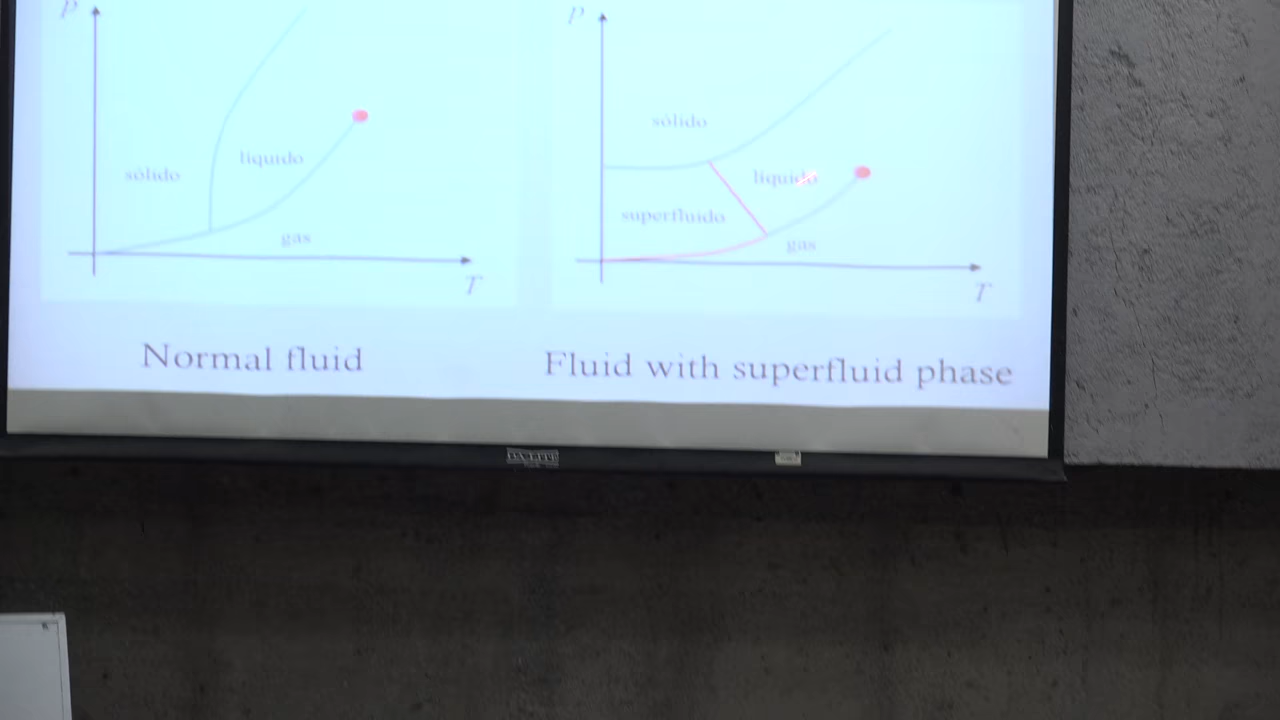 P
sólido
líquido
gas
T
Normal fluid
P
sólido
líquido
superfluido
gas
T
Fluid with superfluid phase